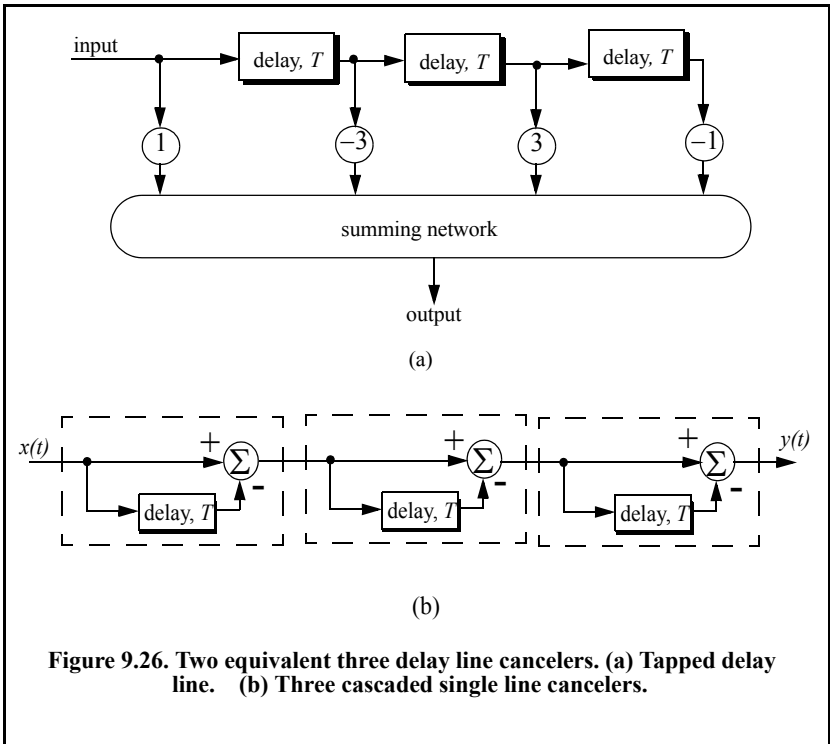 input
delay, T
delay, T
delay, T
1
−3
3
−1
summing network
output
(a)
x(t)
+
Σ
-
delay, T
+
Σ
-
delay, T
+
Σ
-
delay, T
y(t)
(b)
Figure 9.26. Two equivalent three delay line cancelers. (a) Tapped delay
line. (b) Three cascaded single line cancelers.